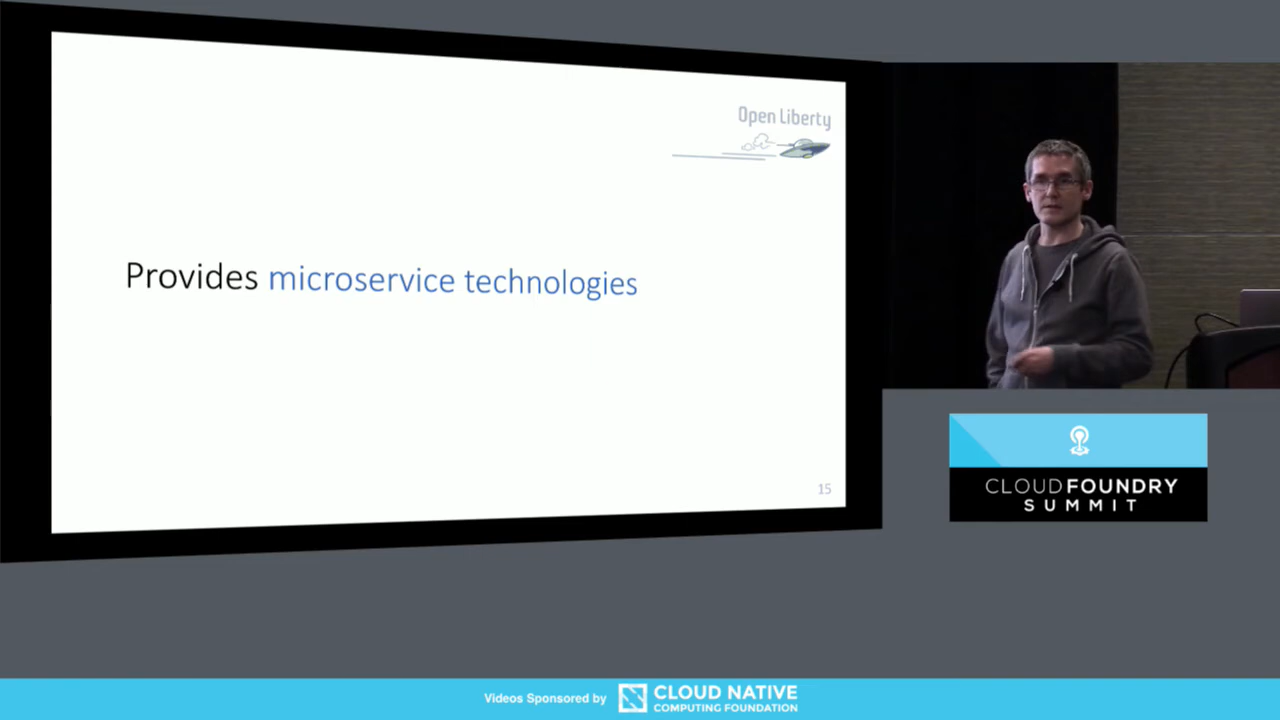 Open Liberty
Provides microservice technologies
15
CLOUDFOUNDRY
SUMMIT
Videos Sponsored by
CLOUD NATIVE
COMPUTING FOUNDATION